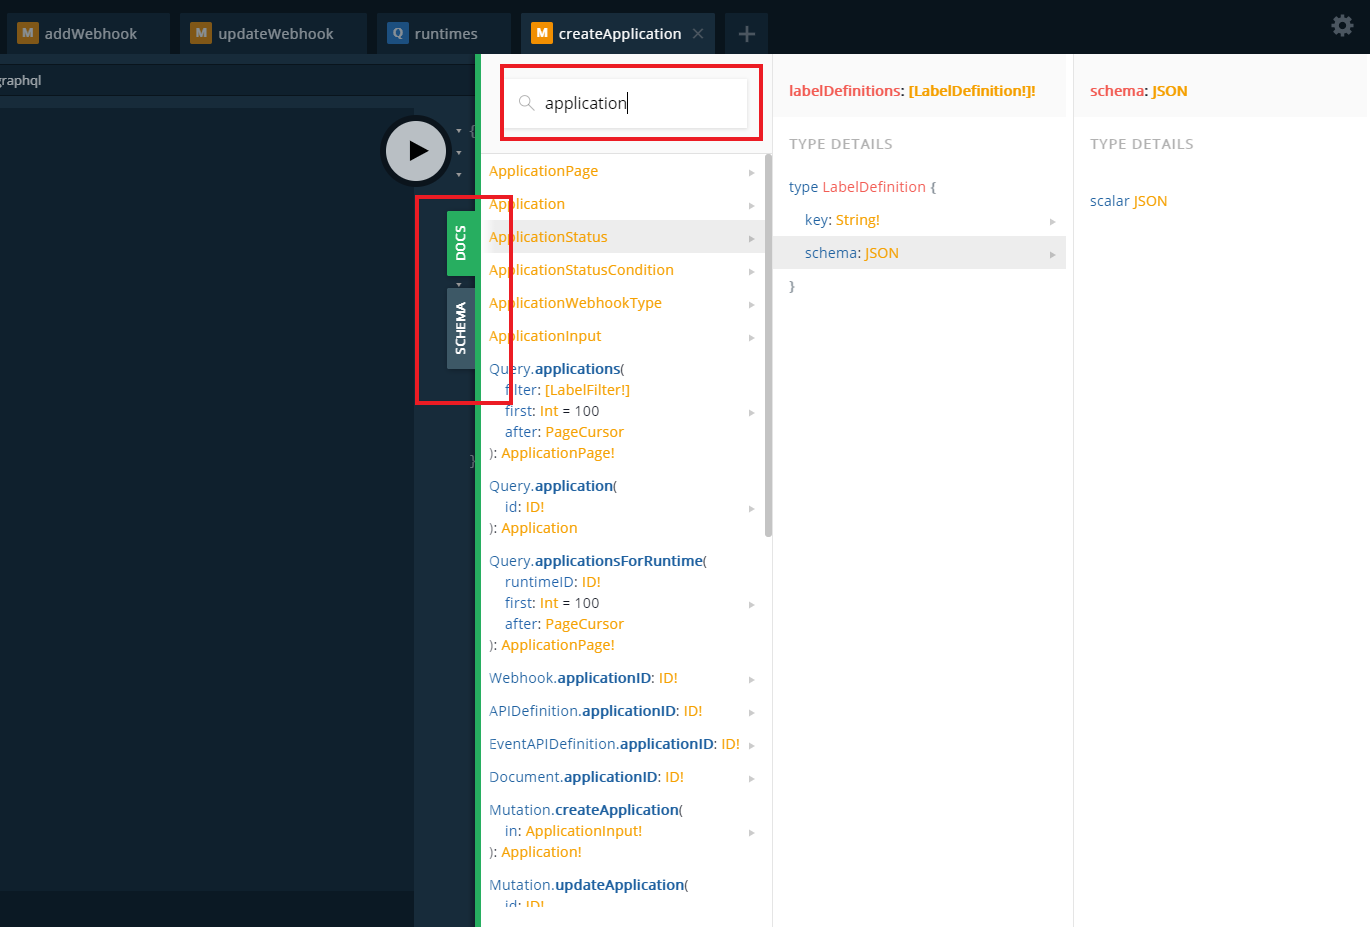 M addWebhook
M updateWebhook
Q runtimes
M createApplication
graphql
{
}
DOCS
SCHEMA
application
ApplicationPage
Application
ApplicationStatus
ApplicationStatusCondition
ApplicationWebhookType
ApplicationInput
Query.applications(
filter: [LabelFilter!]
first: Int = 100
after: PageCursor
): ApplicationPage!
Query.application(
id: ID!
): Application
Query.applicationsForRuntime(
runtimeID: ID!
first: Int = 100
after: PageCursor
): ApplicationPage!
Webhook.applicationID: ID!
APIDefinition.applicationID: ID!
EventAPIDefinition.applicationID: ID!
Document.applicationID: ID!
Mutation.createApplication(
in: ApplicationInput!
): Application!
Mutation.updateApplication(
id: ID!
labelDefinitions: [LabelDefinition!]!
TYPE DETAILS
type LabelDefinition {
key: String!
schema: JSON
}
schema: JSON
TYPE DETAILS
scalar JSON